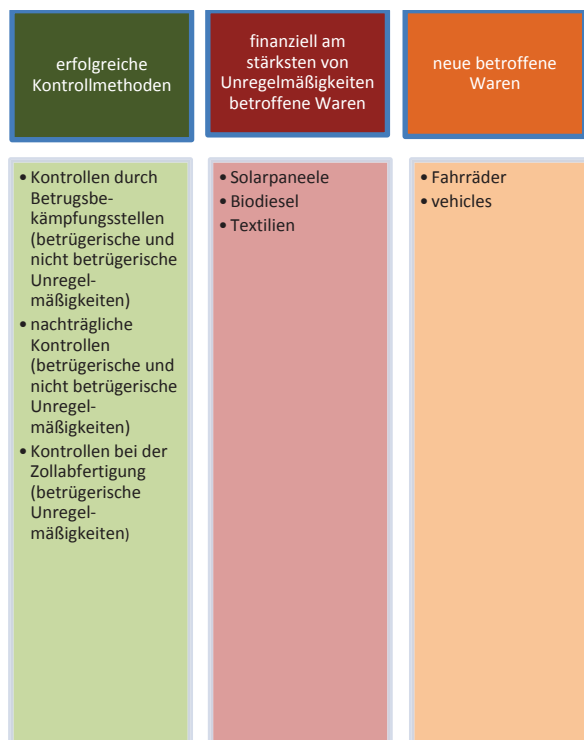 erfolgreiche
Kontrollmethoden
finanziell am
stärksten von
Unregelmäßigkeiten
betroffene Waren
neue betroffene
Waren
• Kontrollen durch
Betrugsbe-
kämpfungsstellen
(betrügerische und
nicht betrügerische
Unregel-
mäßigkeiten)
• nachträgliche
Kontrollen
(betrügerische und
nicht betrügerische
Unregel-
mäßigkeiten)
• Kontrollen bei der
Zollabfertigung
(betrügerische
Unregel-
mäßigkeiten)
• Solarpaneele
• Biodiesel
• Textilien
• Fahrräder
• vehicles